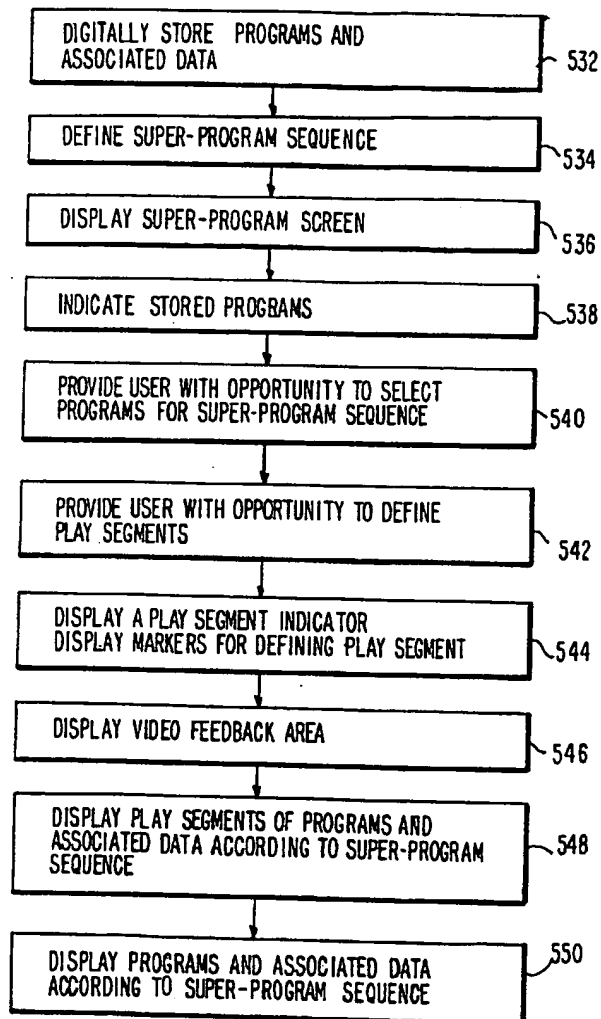 DIGITALLY STORE PROGRAMS AND
ASSOCIATED DATA
532
DEFINE SUPER-PROGRAM SEQUENCE
534
DISPLAY SUPER-PROGRAM SCREEN
536
INDICATE STORED PROGRAMS
538
PROVIDE USER WITH OPPORTUNITY TO SELECT
PROGRAMS FOR SUPER-PROGRAM SEQUENCE
540
PROVIDE USER WITH OPPORTUNITY TO DEFINE
PLAY SEGMENTS
542
DISPLAY A PLAY SEGMENT INDICATOR
DISPLAY MARKERS FOR DEFINING PLAY SEGMENT
544
DISPLAY VIDEO FEEDBACK AREA
546
DISPLAY PLAY SEGMENTS OF PROGRAMS AND
ASSOCIATED DATA ACCORDING TO SUPER-PROGRAM
SEQUENCE
548
DISPLAY PROGRAMS AND ASSOCIATED DATA
ACCORDING TO SUPER-PROGRAM SEQUENCE
550